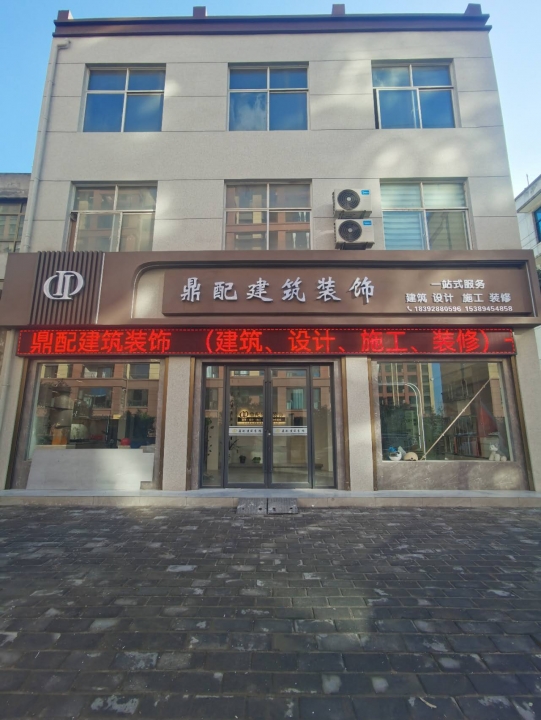 鼎配建筑装饰
一站式服务
建筑 设计 施工 装修
18392880596 15389454858
鼎配建筑装饰 （建筑、设计、施工、装修）